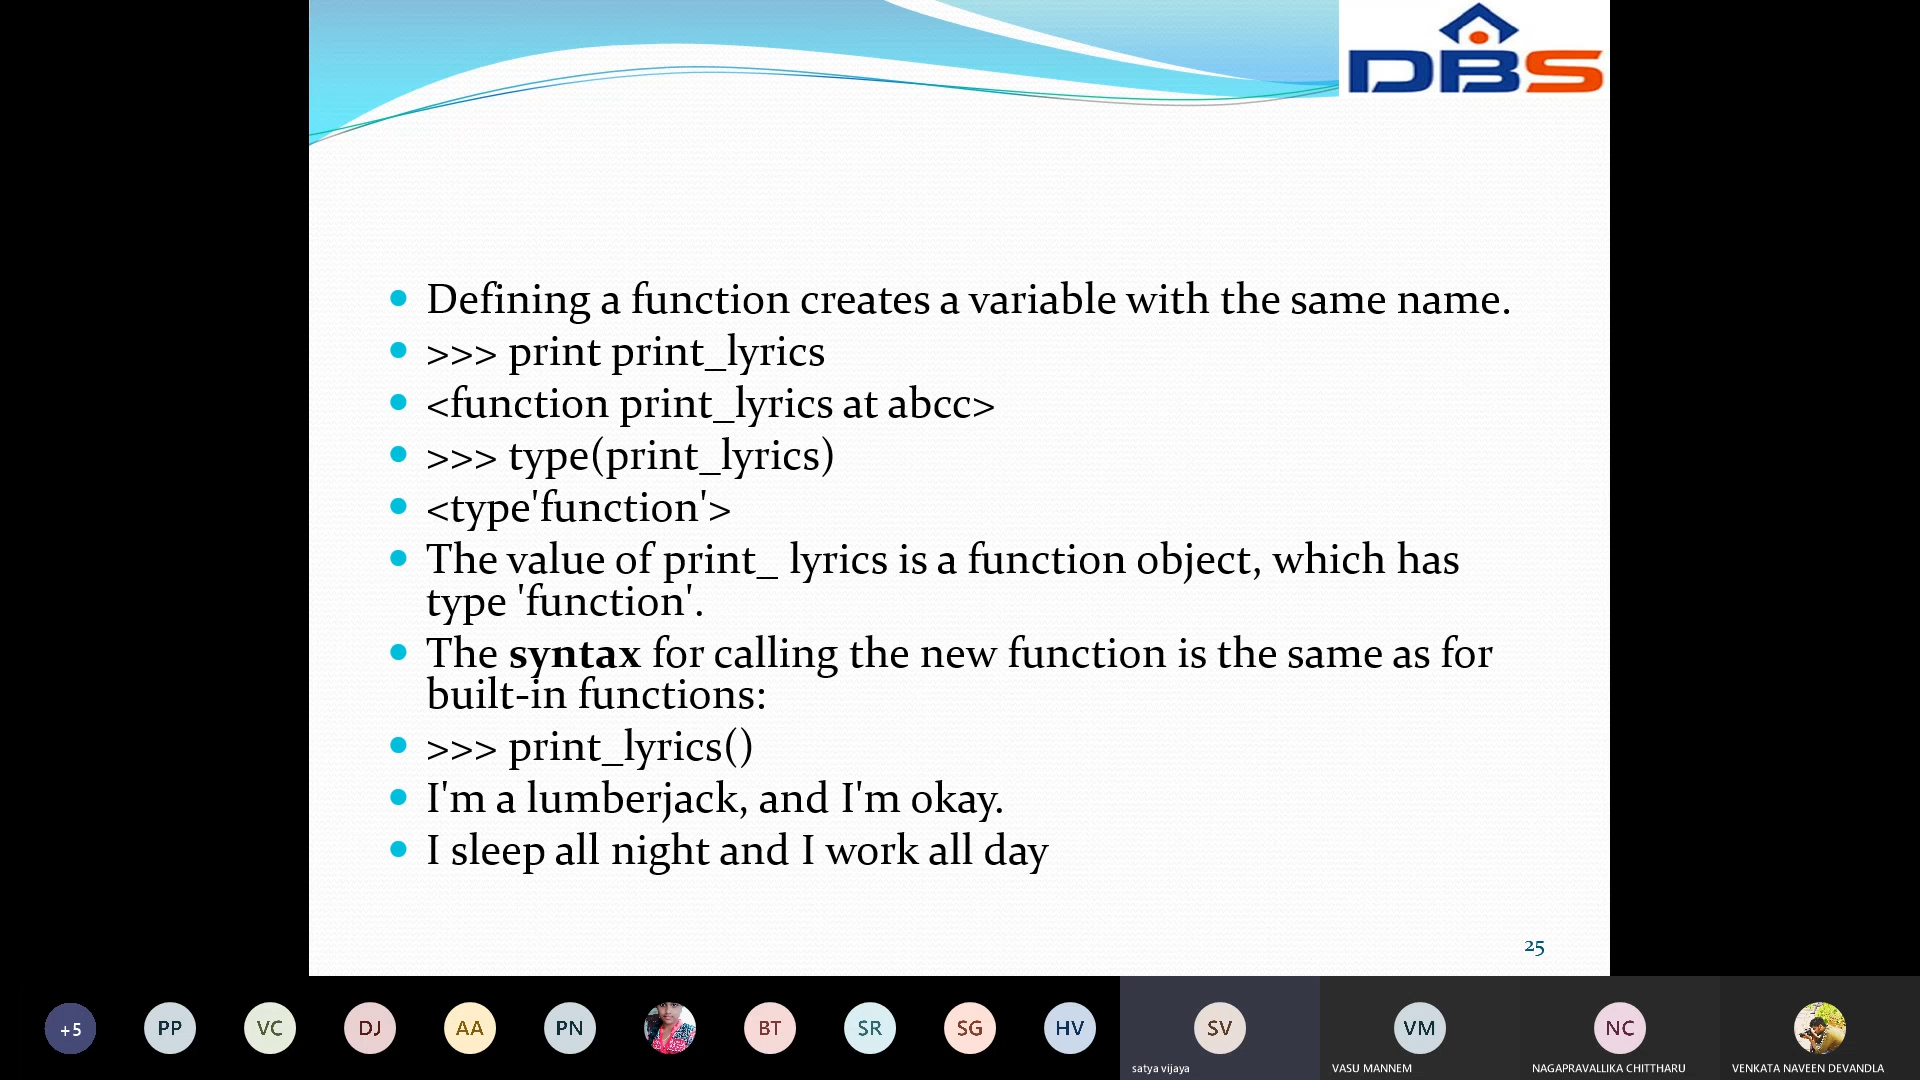 DBS
Defining a function creates a variable with the same name.
>>> print print_lyrics
<function print_lyrics at abcc>
>>> type(print_lyrics)
<type'function'>
The value of print_ lyrics is a function object, which has
type 'function'.
The syntax for calling the new function is the same as for
built-in functions:
>>> print_lyrics()
I'm a lumberjack, and I'm okay.
I sleep all night and I work all day
25
+5 PP VC DJ AA PN BT SR SG HV SV VM NC
satya vijaya VASU MANNEM NAGAPRAVALLIKA CHITTHARU VENKATA NAVEEN DEVANDLA